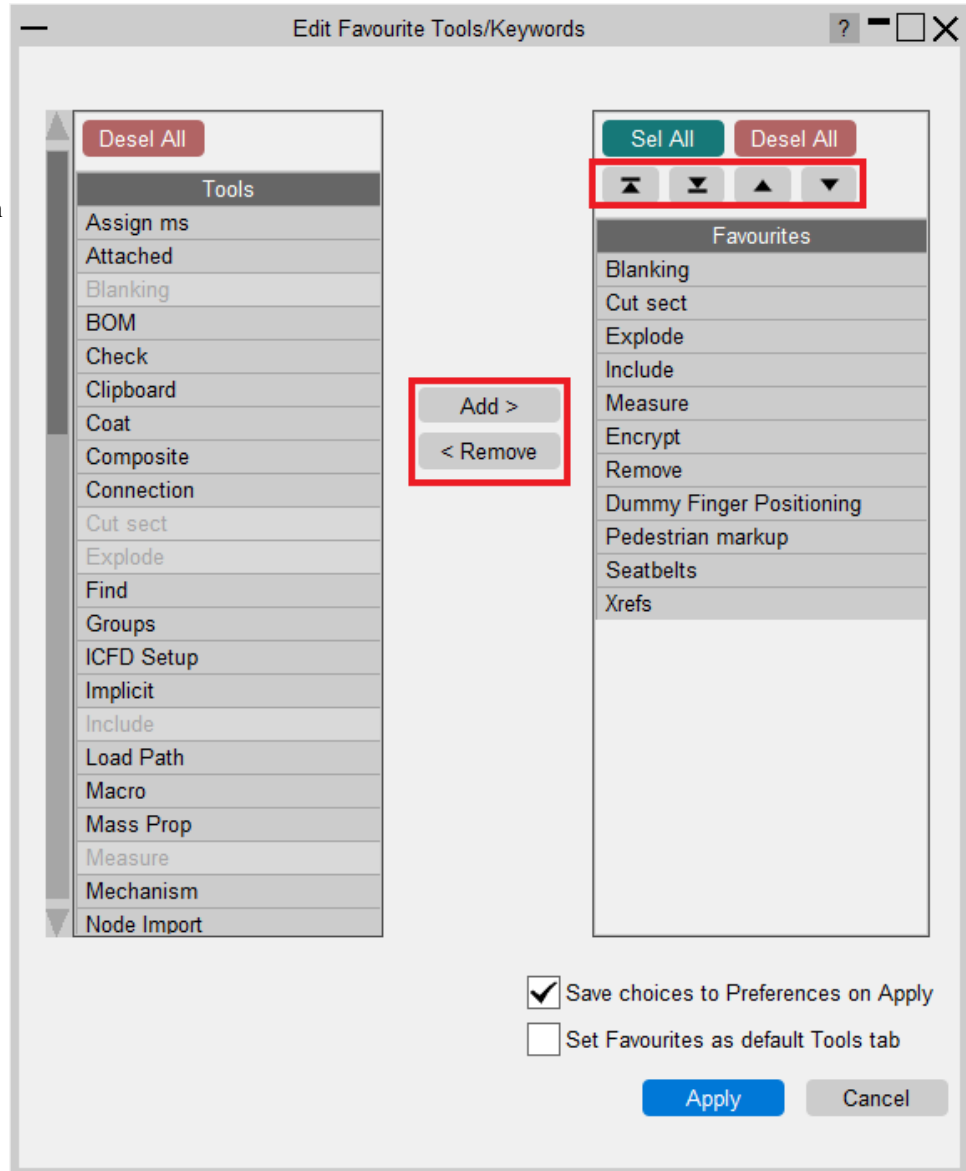 Edit Favourite Tools/Keywords
?
Desel All
Tools
Assign ms
Attached
Blanking
BOM
Check
Clipboard
Coat
Composite
Connection
Cut sect
Explode
Find
Groups
ICFD Setup
Implicit
Include
Load Path
Macro
Mass Prop
Measure
Mechanism
Node Import
Add >
< Remove
Sel All Desel All
Favourites
Blanking
Cut sect
Explode
Include
Measure
Encrypt
Remove
Dummy Finger Positioning
Pedestrian markup
Seatbelts
Xrefs
Save choices to Preferences on Apply
Set Favourites as default Tools tab
Apply Cancel